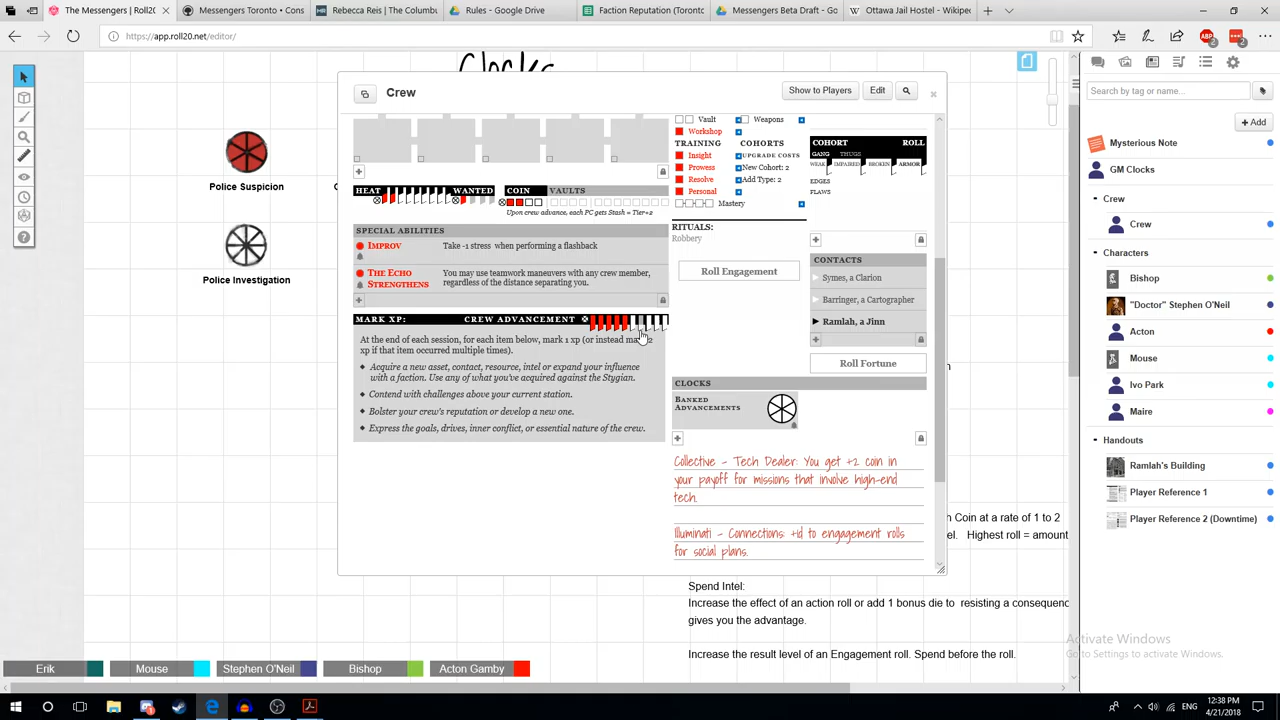 The Messengers | Roll20
Messengers Toronto • Cons
Rebecca Reis | The Columbu
Rules - Google Drive
Faction Reputation (Toronto
Messengers Beta Draft - Go
Ottawa Jail Hostel - Wikipe
https://app.roll20.net/editor/
Clocks
Police Suspicion
Police Investigation
Crew
Show to Players
Edit
HEAT
WANTED
COIN
VAULTS
Upon crew advance, each PC gets Stash = Tier+2
SPECIAL ABILITIES
IMPROV
Take -1 stress when performing a flashback
THE ECHO STRENGTHENS
You may use teamwork maneuvers with any crew member,
regardless of the distance separating you.
MARK XP:
CREW ADVANCEMENT
At the end of each session, for each item below, mark 1 xp (or instead mark 2
xp if that item occurred multiple times).
Acquire a new asset, contact, resource, intel or expand your influence
with a faction. Use any of what you've acquired against the Stygian.
Contend with challenges above your current station.
Bolster your crew's reputation or develop a new one.
Express the goals, drives, inner conflict, or essential nature of the crew.
Vault
Weapons
Workshop
TRAINING
COHORTS
Insight
UPGRADE COSTS
Prowess
New Cohort: 2
Resolve
Add Type: 2
Personal
Mastery
RITUALS:
Robbery
Roll Engagement
COHORT
ROLL
GANG
THUGS
WEAK
IMPAIRED
BROKEN
ARMOR
EDGES
FLAWS
CONTACTS
Symes, a Clarion
Barringer, a Cartographer
Ramlah, a Jinn
Roll Fortune
CLOCKS
BANKED
ADVANCEMENTS
Collective - Tech Dealer: You get +2 coin in
your payoff for missions that involve high-end
tech.
Illuminati - Connections: +1d to engagement rolls
for social plans.
n Coin at a rate of 1 to 2
el. Highest roll = amount
Spend Intel:
Increase the effect of an action roll or add 1 bonus die to resisting a consequenc
gives you the advantage.
Increase the result level of an Engagement roll. Spend before the roll.
Search by tag or name...
+ Add
Mysterious Note
GM Clocks
Crew
Crew
Characters
Bishop
"Doctor" Stephen O'Neil
Acton
Mouse
Ivo Park
Maire
Handouts
Ramlah's Building
Player Reference 1
Player Reference 2 (Downtime)
Activate Windows
Go to Settings to activate Windows.
Erik
Mouse
Stephen O'Neil
Bishop
Acton Gamby
ENG
12:38 PM
4/21/2018